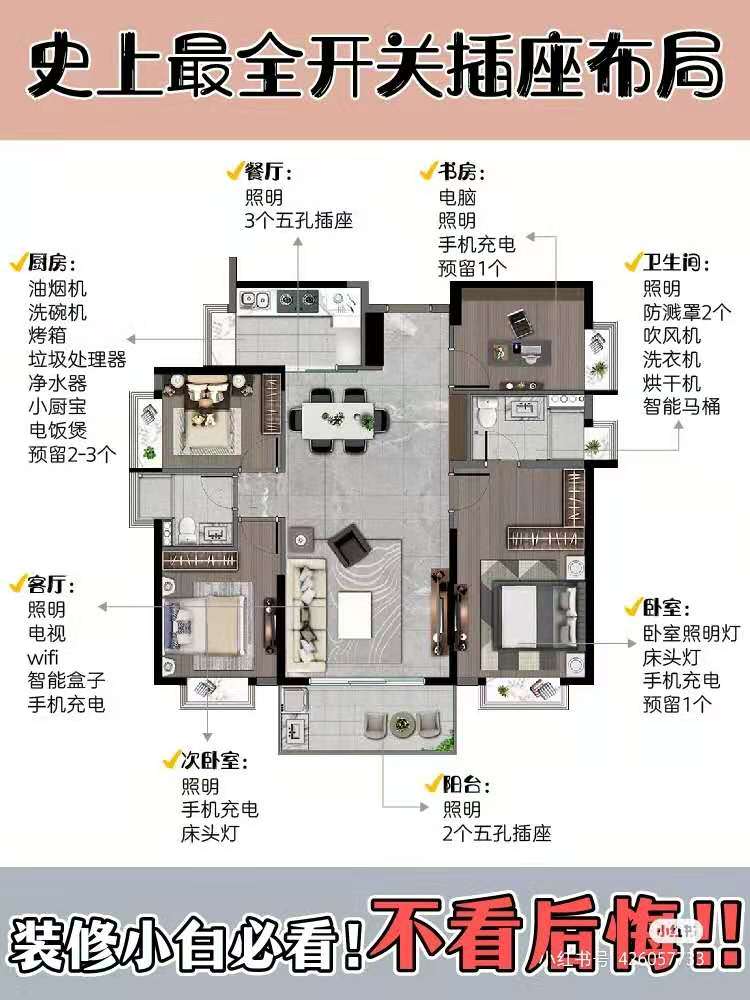 史上最全开关插座布局
餐厅：
照明
3个五孔插座
书房：
电脑
照明
手机充电
预留1个
厨房：
油烟机
洗碗机
烤箱
垃圾处理器
净水器
小厨宝
电饭煲
预留2-3个
卫生间：
照明
防溅罩2个
吹风机
洗衣机
烘干机
智能马桶
客厅：
照明
电视
wifi
智能盒子
手机充电
卧室：
卧室照明灯
床头灯
手机充电
预留1个
次卧室：
照明
手机充电
床头灯
阳台：
照明
2个五孔插座
装修小白必看!不看后悔!!
小红书
小红书号 426057733